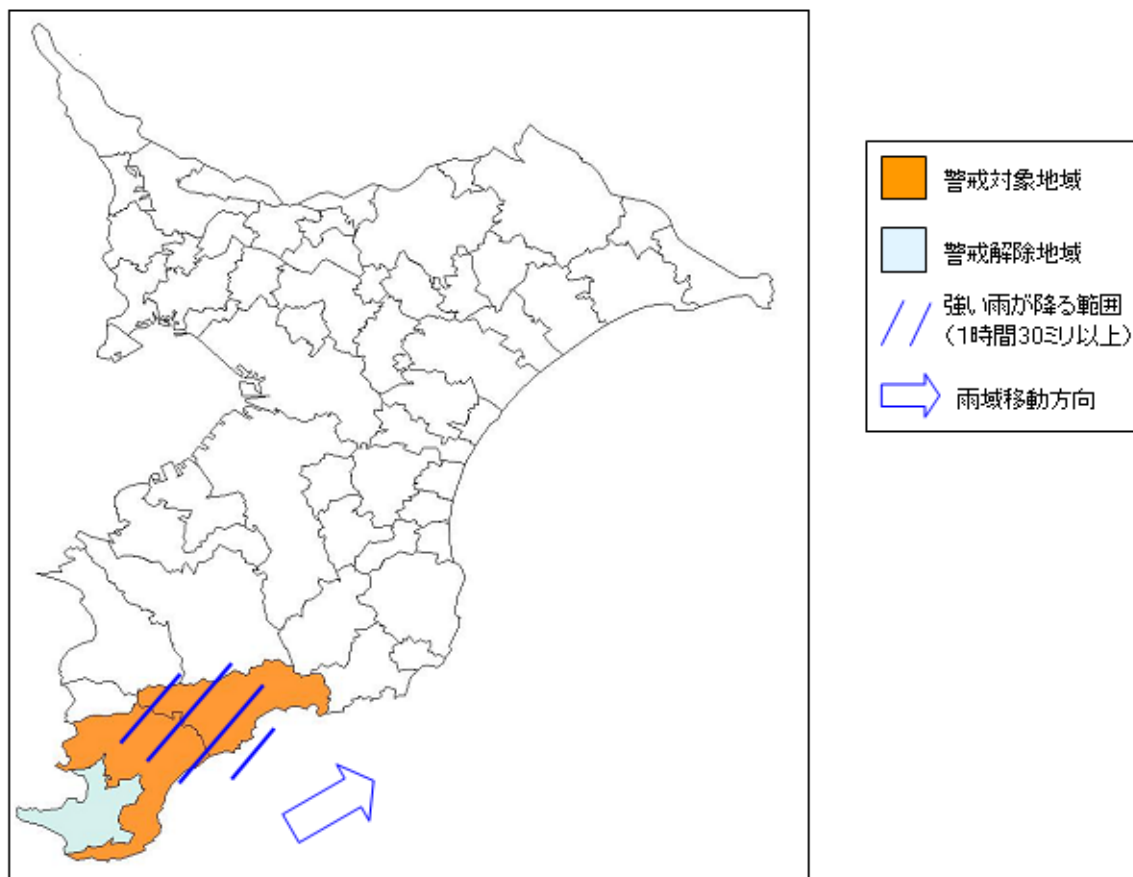 警戒対象地域
警戒解除地域
強い雨が降る範囲
（1時間30ミリ以上）
雨域移動方向